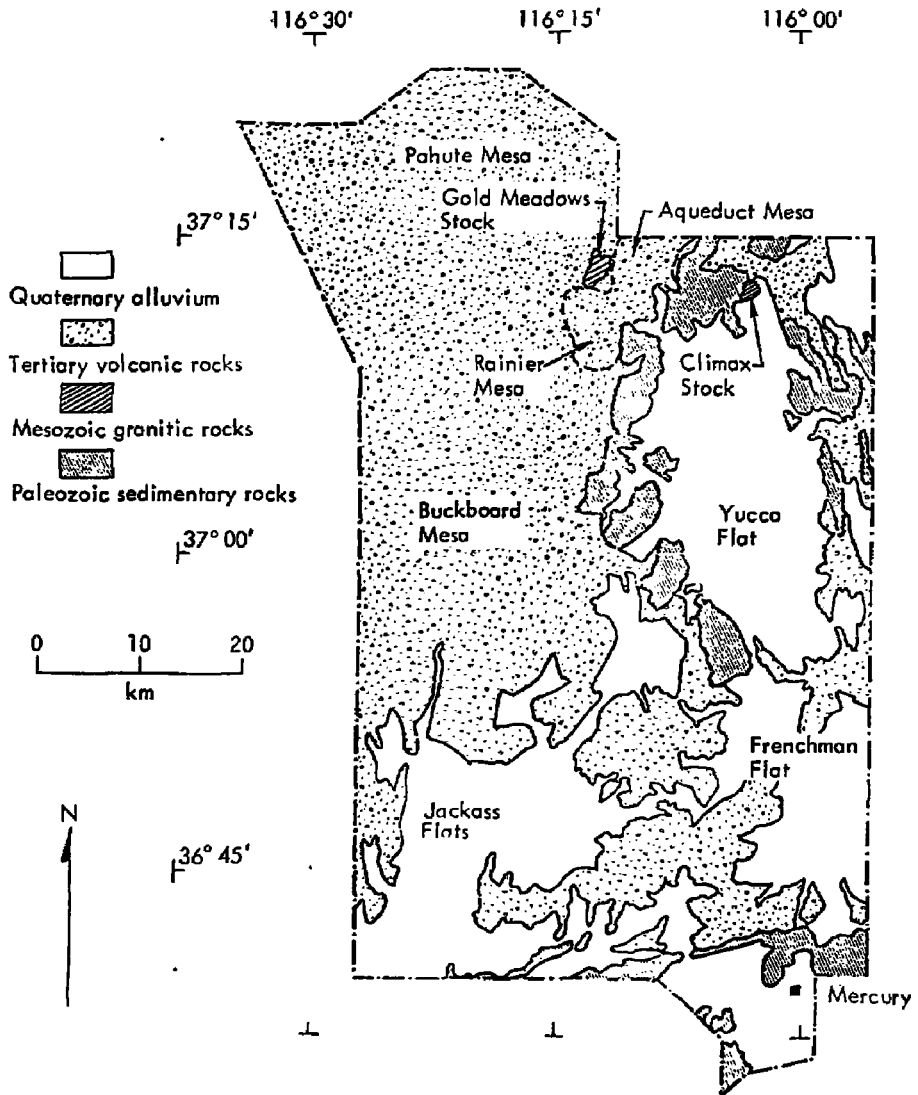 116° 30'
116° 15'
116° 00'
Pahute Mesa
Gold Meadows
Stock
Aqueduct Mesa
37° 15'
Quaternary alluvium
Tertiary volcanic rocks
Mesozoic granitic rocks
Paleozoic sedimentary rocks
Rainier
Mesa
Climax
Stock
Buckboard
Mesa
Yucca
Flat
37° 00'
0 10 20
km
Frenchman
Flat
Jackass
Flats
N
36° 45'
Mercury